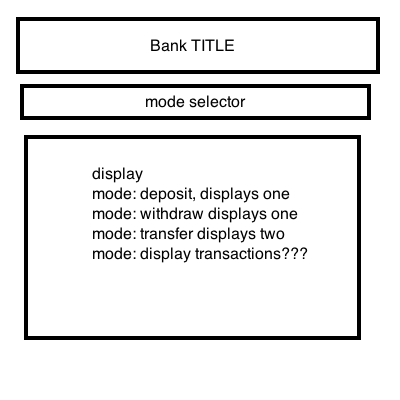 Bank TITLE
mode selector
display
mode: deposit, displays one
mode: withdraw displays one
mode: transfer displays two
mode: display transactions???